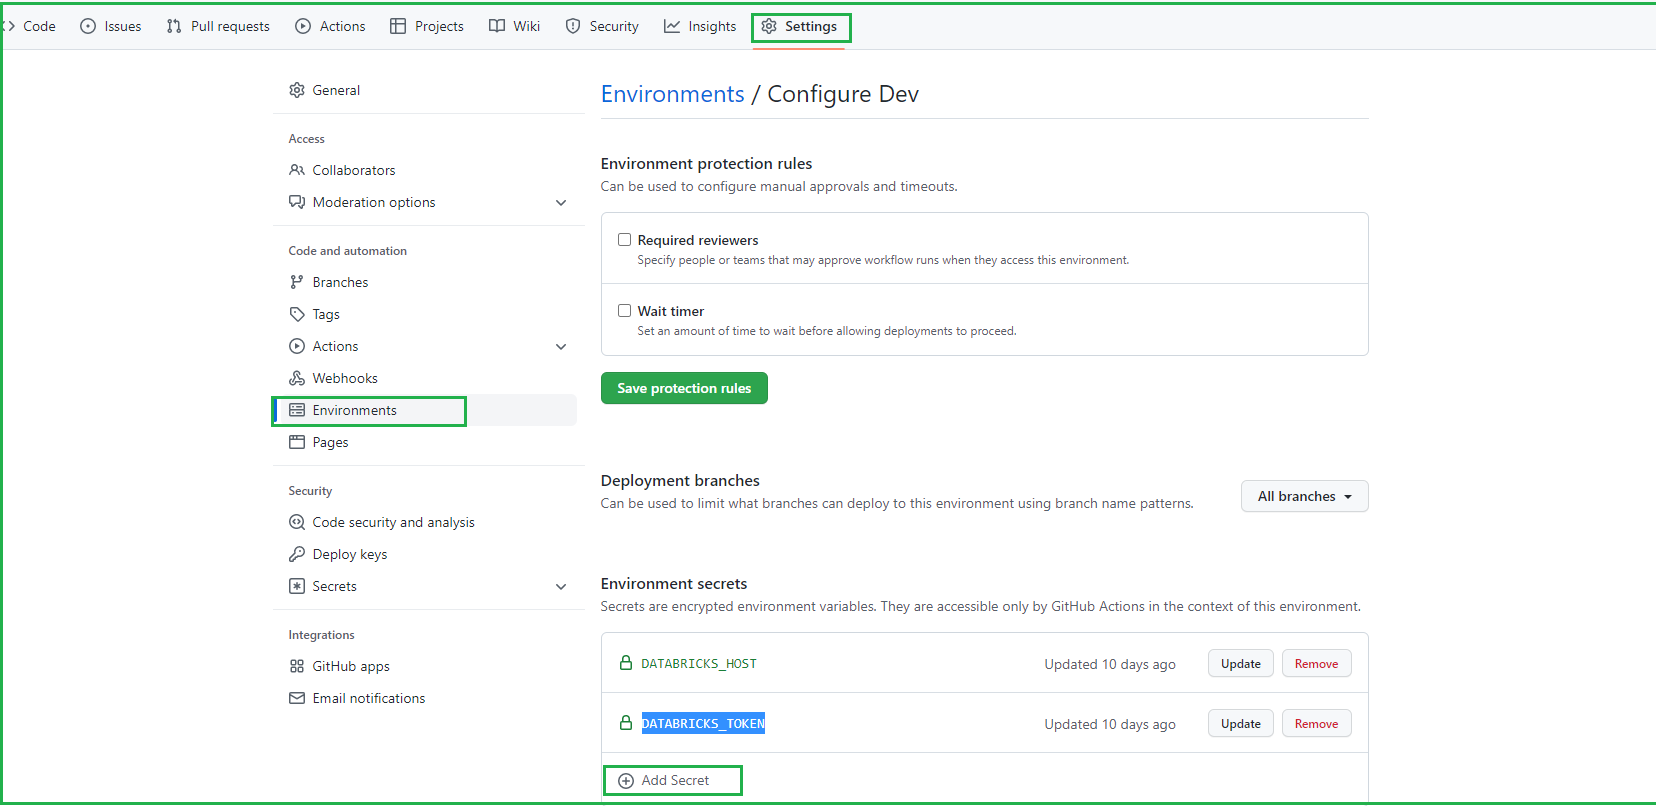 Code Issues Pull requests Actions Projects Wiki Security Insights Settings
General
Access
Collaborators
Moderation options
Code and automation
Branches
Tags
Actions
Webhooks
Environments
Pages
Security
Code security and analysis
Deploy keys
Secrets
Integrations
GitHub apps
Email notifications
Environments / Configure Dev
Environment protection rules
Can be used to configure manual approvals and timeouts.
Required reviewers
Specify people or teams that may approve workflow runs when they access this environment.
Wait timer
Set an amount of time to wait before allowing deployments to proceed.
Save protection rules
Deployment branches
Can be used to limit what branches can deploy to this environment using branch name patterns.
All branches
Environment secrets
Secrets are encrypted environment variables. They are accessible only by GitHub Actions in the context of this environment.
DATABRICKS_HOST Updated 10 days ago Update Remove
DATABRICKS_TOKEN Updated 10 days ago Update Remove
Add Secret